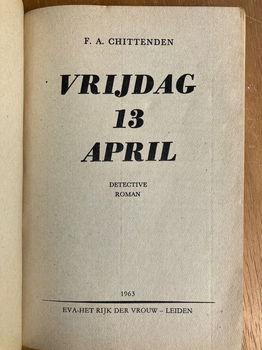 F. A. CHITTENDEN
VRIJDAG
13
APRIL
DETECTIVE
ROMAN
1963
EVA-HET RIJK DER VROUW – LEIDEN